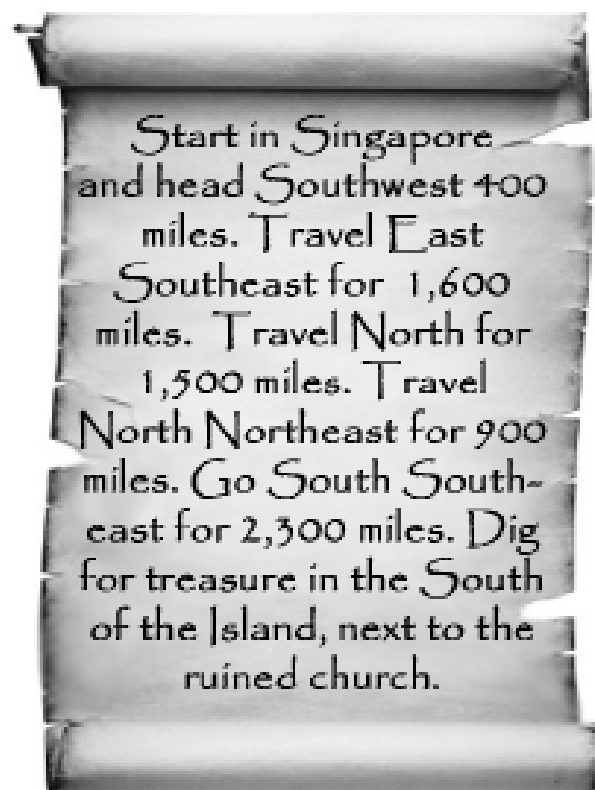 Start in Singapore
and head Southwest 400
miles. Travel East
Southeast for 1,600
miles. Travel North for
1,500 miles. Travel
North Northeast for 900
miles. Go South South-
east for 2,300 miles. Dig
for treasure in the South
of the Island, next to the
ruined church.